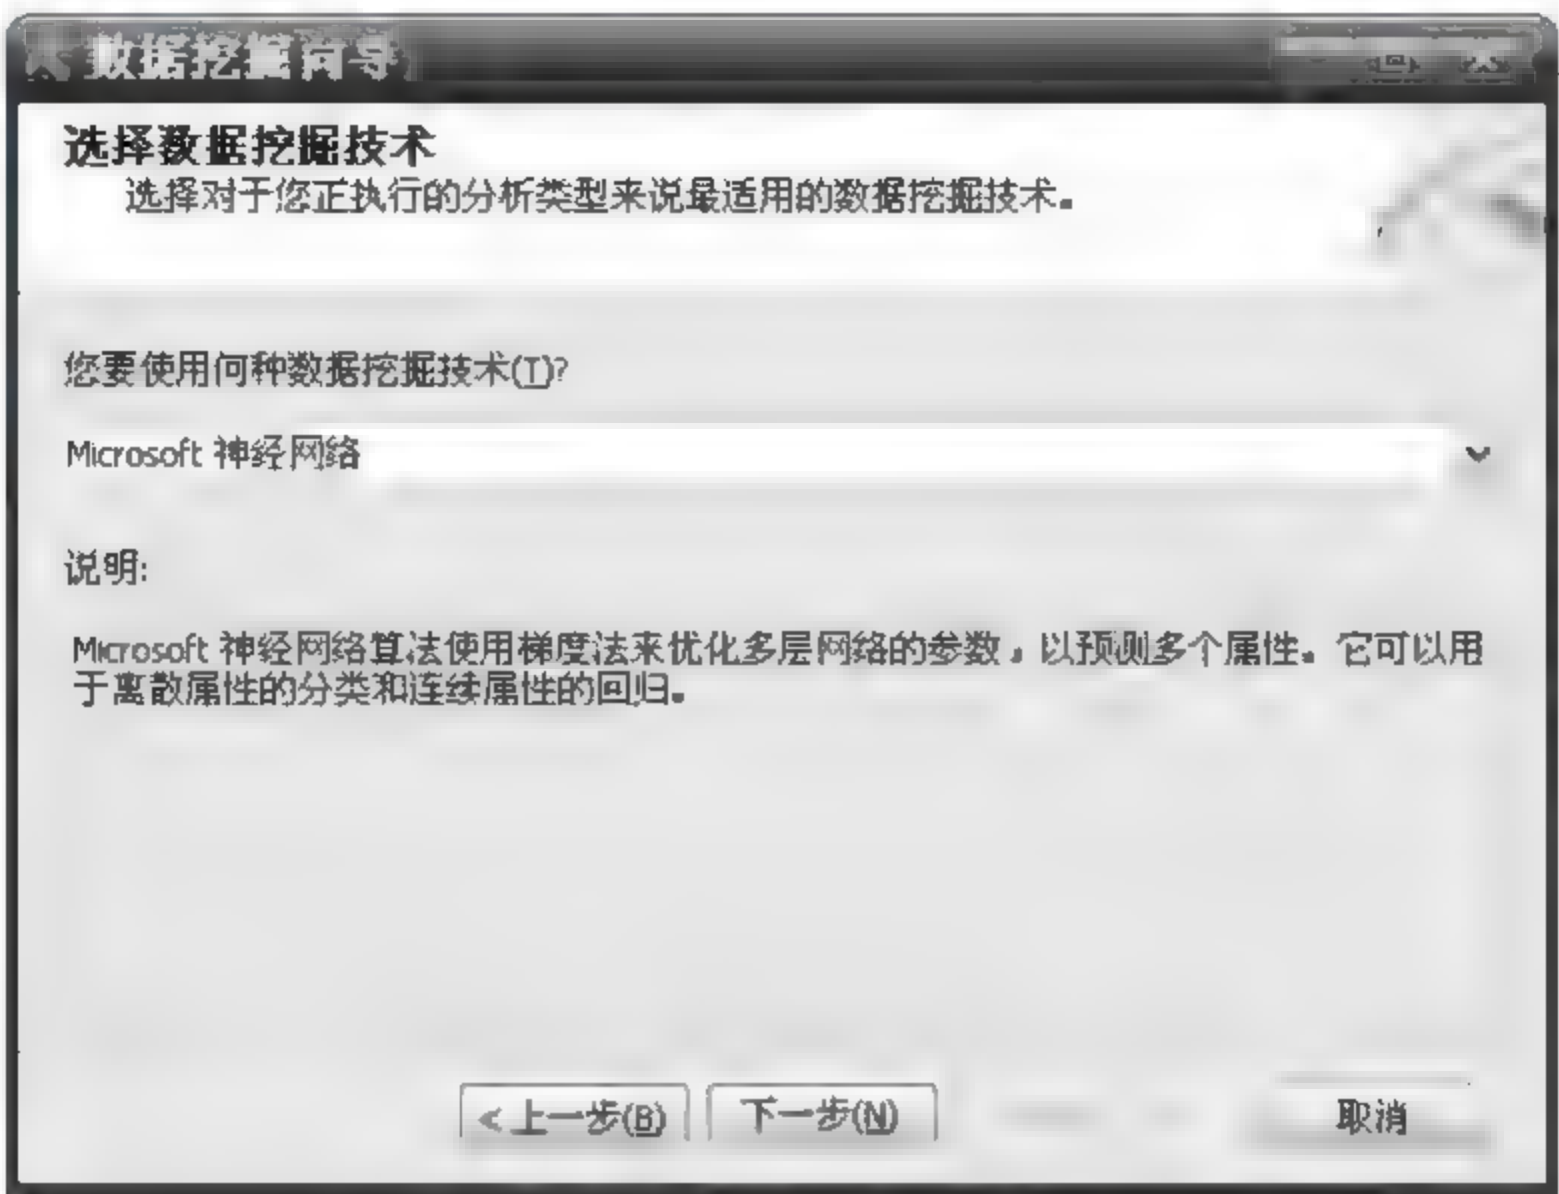 数据挖掘向导
选择数据挖掘技术
选择对于您正执行的分析类型来说最适用的数据挖掘技术。
您要使用何种数据挖掘技术(T)?
Microsoft 神经网络
说明:
Microsoft 神经网络算法使用梯度法来优化多层网络的参数，以预测多个属性。它可以用
于离散属性的分类和连续属性的回归。
< 上一步(B) 下一步(N) 取消